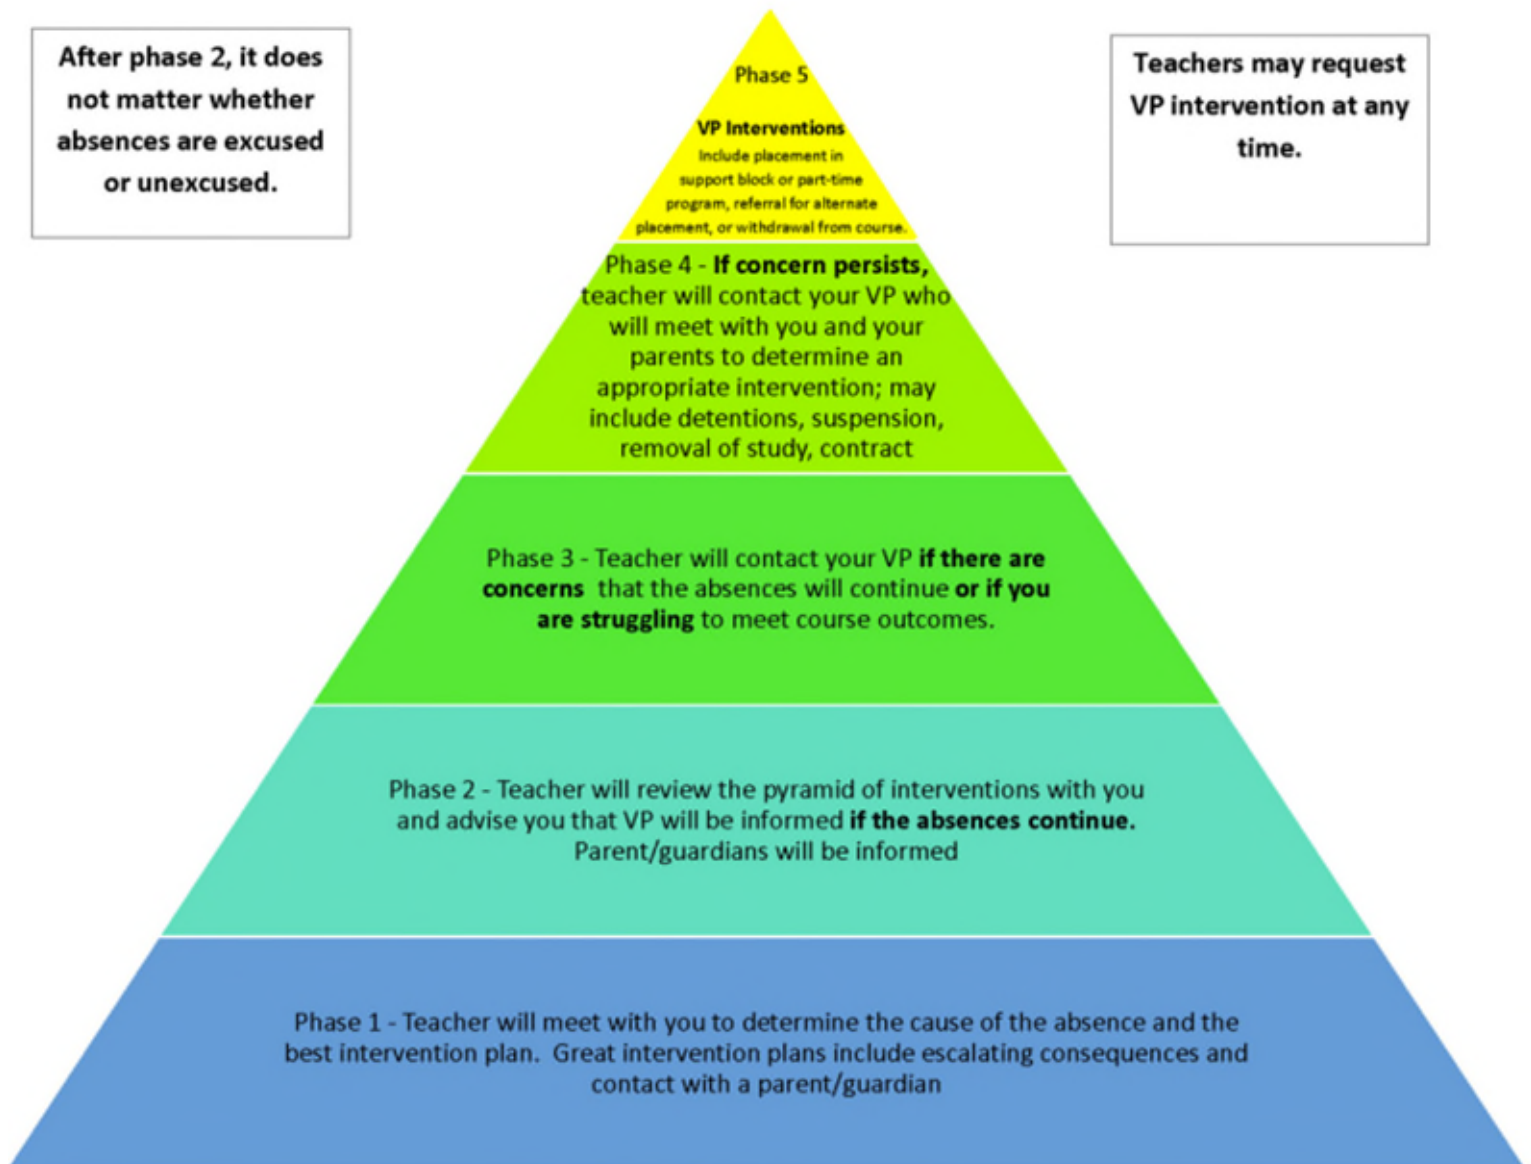 After phase 2, it does
not matter whether
absences are excused
or unexcused.
Teachers may request
VP intervention at any
time.
Phase 5
VP Interventions
Include placement in
support block or part-time
program, referral for alternate
placement, or withdrawal from course.
Phase 4 - If concern persists,
teacher will contact your VP who
will meet with you and your
parents to determine an
appropriate intervention; may
include detentions, suspension,
removal of study, contract
Phase 3 - Teacher will contact your VP if there are
concerns that the absences will continue or if you
are struggling to meet course outcomes.
Phase 2 - Teacher will review the pyramid of interventions with you
and advise you that VP will be informed if the absences continue.
Parent/guardians will be informed
Phase 1 - Teacher will meet with you to determine the cause of the absence and the
best intervention plan. Great intervention plans include escalating consequences and
contact with a parent/guardian